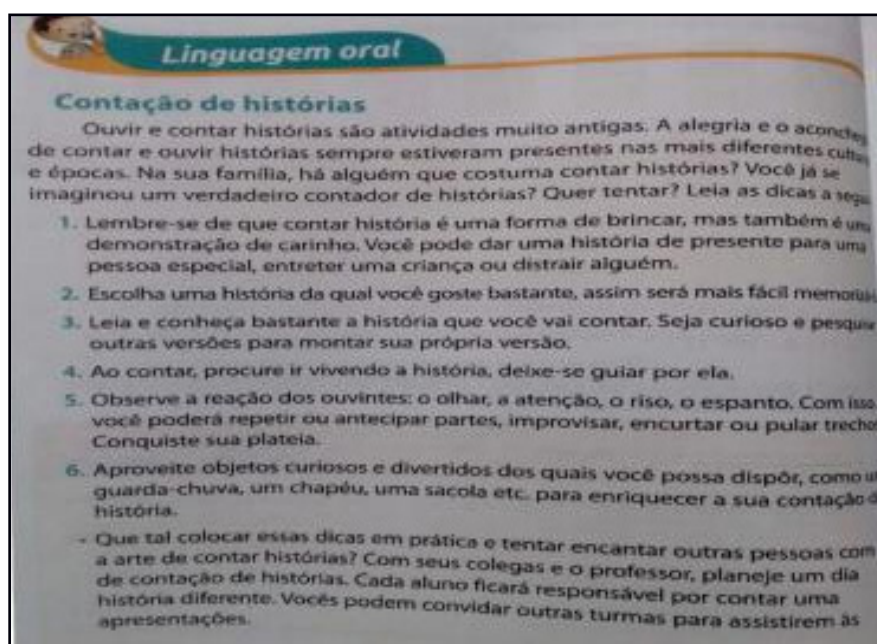 Linguagem oral
Contação de histórias
Ouvir e contar histórias são atividades muito antigas. A alegria e o
de contar e ouvir histórias sempre estiveram presentes nas mais diferentes
e épocas. Na sua família, há alguém que costuma contar histórias? Você já se
imaginou um verdadeiro contador de histórias? Quer tentar? Leia as dicas a
1. Lembre-se de que contar história é uma forma de brincar, mas também é uma
demonstração de carinho. Você pode dar uma história de presente para uma
pessoa especial, entreter uma criança ou distrair alguém.
2. Escolha uma história da qual você goste bastante, assim será mais fácil
3. Leia e conheça bastante a história que você vai contar. Seja curioso e pesquise
outras versões para montar sua própria versão.
4. Ao contar, procure ir vivendo a história, deixe-se guiar por ela.
5. Observe a reação dos ouvintes: o olhar, a atenção, o riso, o espanto. Com isso
você poderá repetir ou antecipar partes, improvisar, encurtar ou pular trechos
Conquiste sua plateia.
6. Aproveite objetos curiosos e divertidos dos quais você possa dispôr, como
guarda-chuva, um chapéu, uma sacola etc. para enriquecer a sua contação
história.
- Que tal colocar essas dicas em prática e tentar encantar outras pessoas com
a arte de contar histórias? Com seus colegas e o professor, planeje um dia
de contação de histórias. Cada aluno ficará responsável por contar uma
história diferente. Vocês podem convidar outras turmas para assistirem às
apresentações.